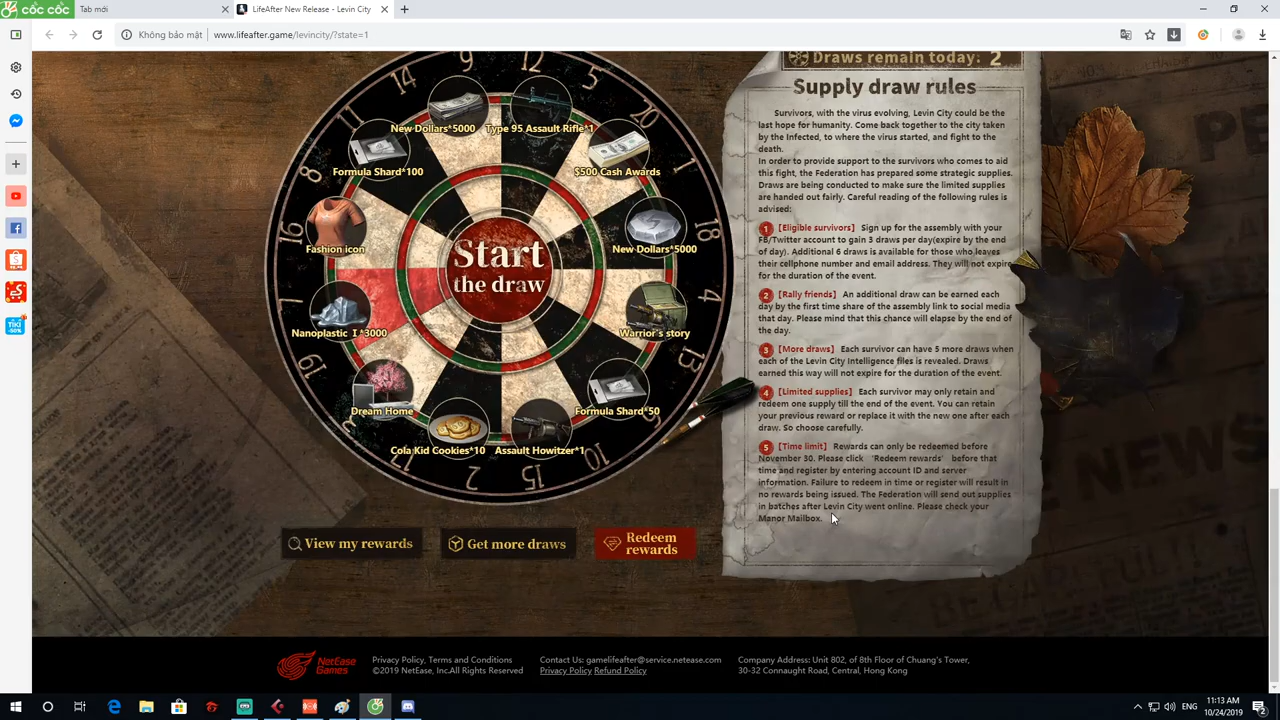 cốc cốc
Tab mới
LifeAfter New Release - Levin City
Không bảo mật
www.lifeafter.game/levincity/?state=1
Draws remain today: 2
Supply draw rules
Survivors, with the virus evolving, Levin City could be the
last hope for humanity. Come back together to the city taken
by the Infected, to where the virus started, and fight to the
death.
In order to provide support to the survivors who comes to aid
this fight, the Federation has prepared some strategic supplies.
Draws are being conducted to make sure the limited supplies
are handed out fairly. Careful reading of the following rules is
advised:
1 [Eligible survivors] Sign up for the assembly with your
FB/Twitter account to gain 3 draws per day(expire by the end
of day). Additional 6 draws is available for those who leaves
their cellphone number and email address. They will not expire
for the duration of the event.
2 [Rally friends] An additional draw can be earned each
day by the first time share of the assembly link to social media
that day. Please mind that this chance will elapse by the end of
the day.
3 [More draws] Each survivor can have 5 more draws when
each of the Levin City Intelligence files is revealed. Draws
earned this way will not expire for the duration of the event.
4 [Limited supplies] Each survivor may only retain and
redeem one supply till the end of the event. You can retain
your previous reward or replace it with the new one after each
draw. So choose carefully.
5 [Time limit] Rewards can only be redeemed before
November 30. Please click "Redeem rewards" before that
time and register by entering account ID and server
information. Failure to redeem in time or register will result in
no rewards being issued. The Federation will send out supplies
in batches after Levin City went online. Please check your
Manor Mailbox.
14 9 12 5
New Dollars*5000 Type 95 Assault Rifle*1
Formula Shard*100 $500 Cash Awards
8 1
16 18
Fashion icon New Dollars*5000
Start
the draw
7 4
Nanoplastic I *3000 Warrior's story
19 13
Dream Home Formula Shard*50
Cola Kid Cookies*10 Assault Howitzer*1
17 2 15 10
View my rewards
Get more draws
Redeem
rewards
NetEase
Games
Privacy Policy, Terms and Conditions
©2019 NetEase, Inc.All Rights Reserved
Contact Us: gamelifeafter@service.netease.com
Privacy Policy Refund Policy
Company Address: Unit 802, of 8th Floor of Chuang's Tower,
30-32 Connaught Road, Central, Hong Kong
TIKI
-50%
ENG
11:13 AM
10/24/2019
2